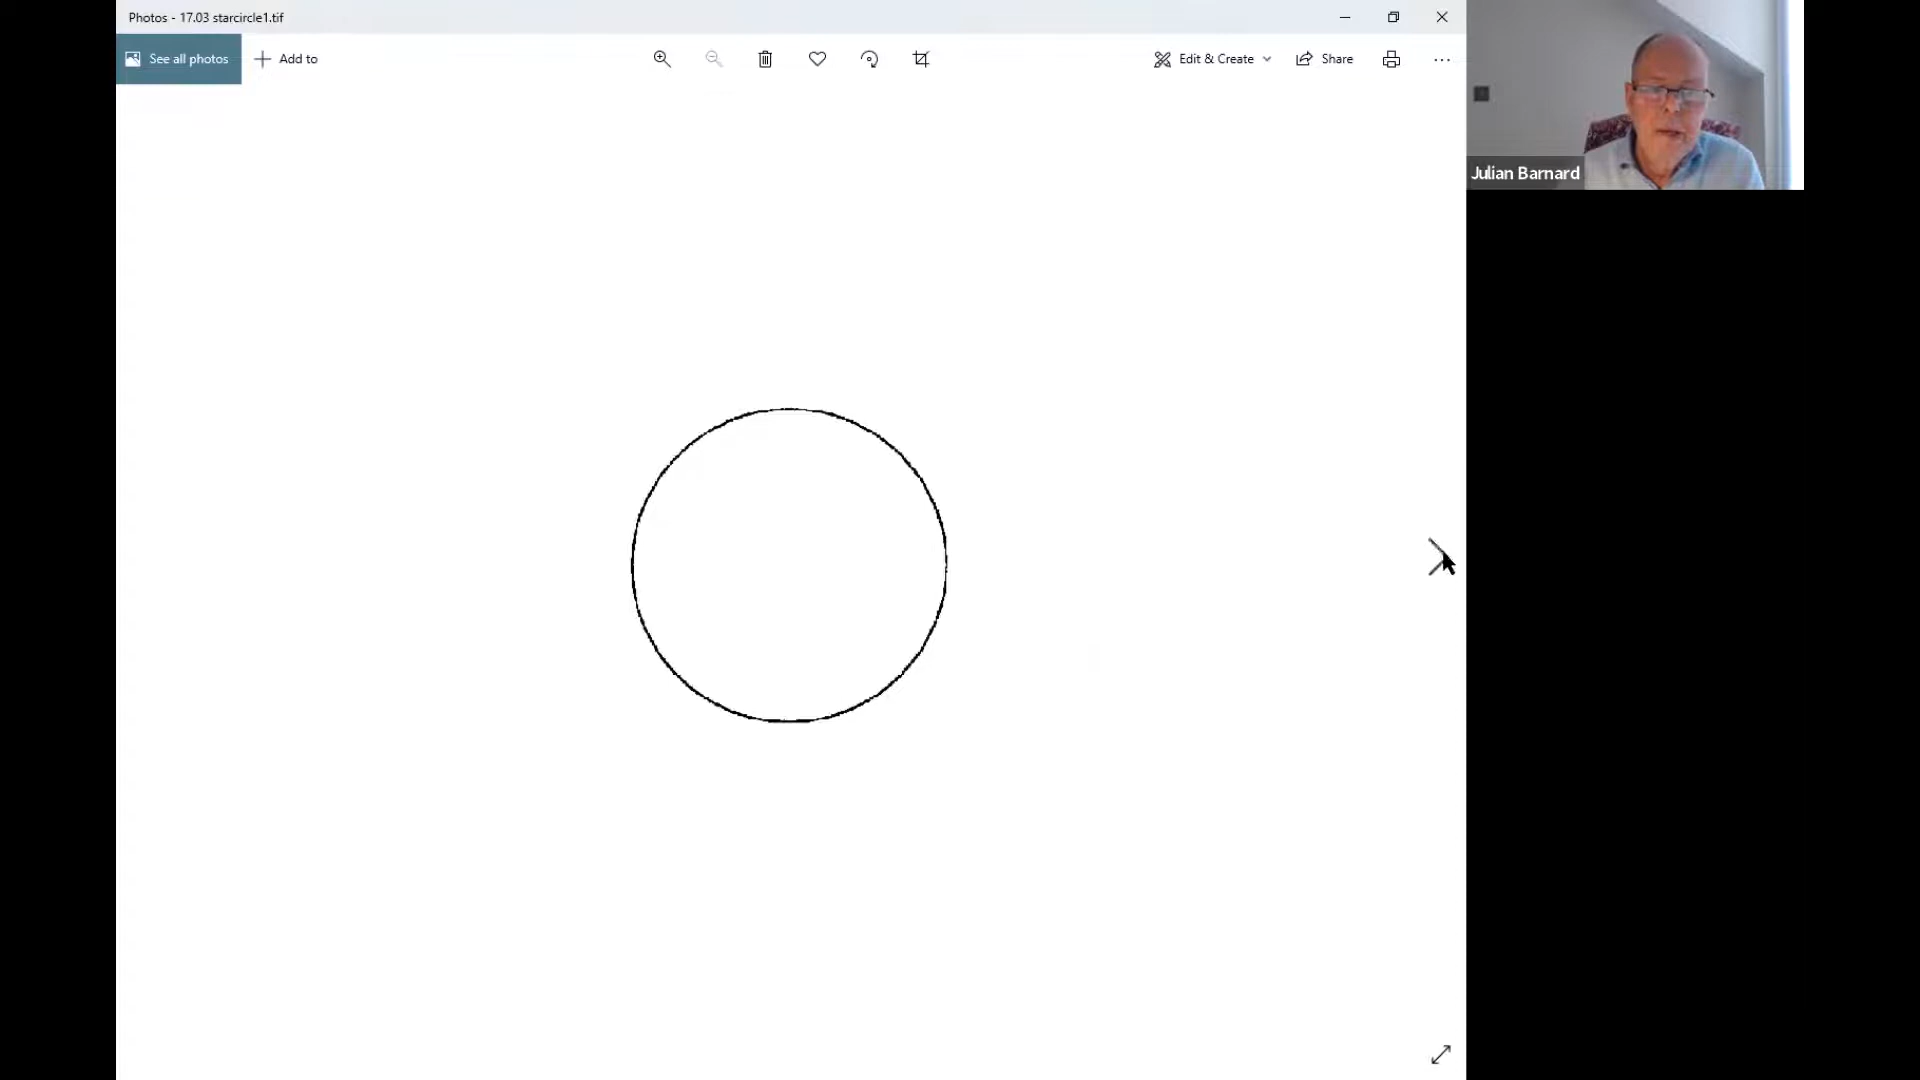 Photos - 17.03 starcircle1.tif
See all photos
Add to
Edit & Create
Share
Julian Barnard